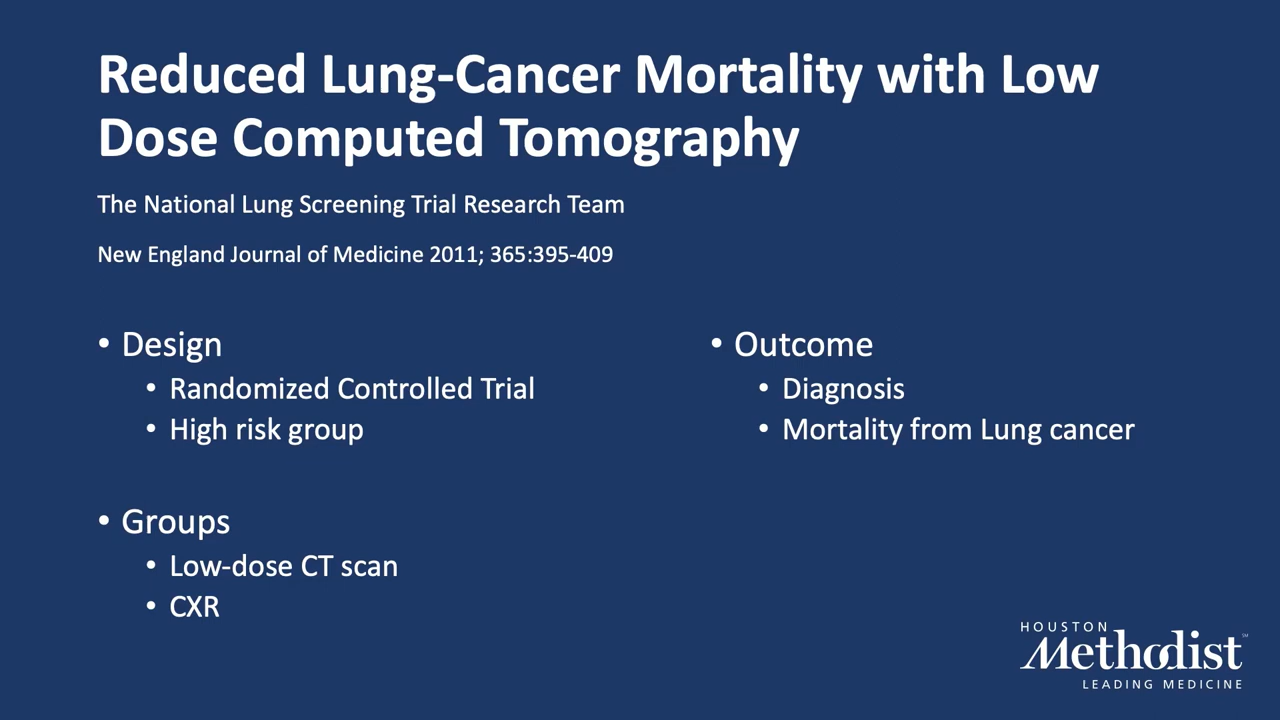 Reduced Lung-Cancer Mortality with Low
Dose Computed Tomography
The National Lung Screening Trial Research Team
New England Journal of Medicine 2011; 365:395-409
• Design
• Randomized Controlled Trial
• High risk group
• Groups
• Low-dose CT scan
• CXR
• Outcome
• Diagnosis
• Mortality from Lung cancer
HOUSTON
Methodist℠
LEADING MEDICINE